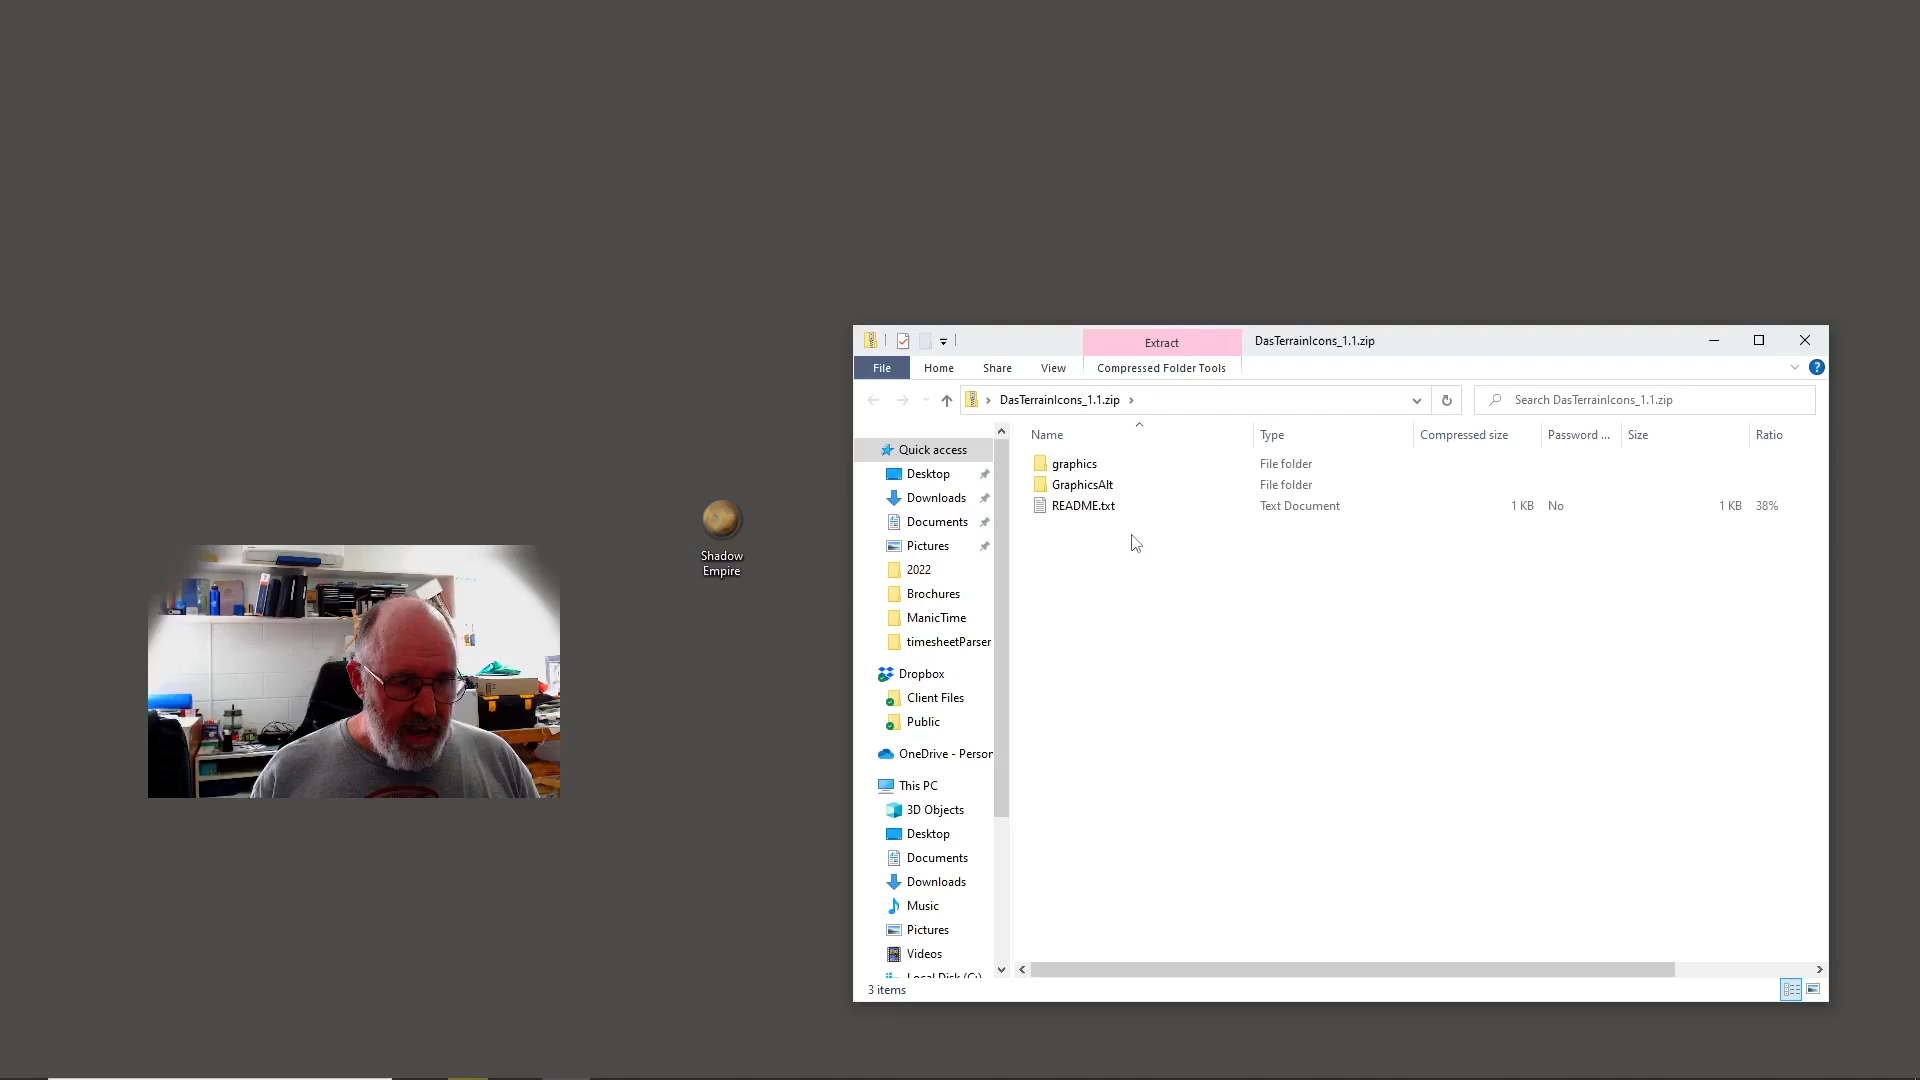 Extract
DasTerrainIcons_1.1.zip
File
Home
Share
View
Compressed Folder Tools
DasTerrainIcons_1.1.zip
Search DasTerrainIcons_1.1.zip
Name
Type
Compressed size
Password ...
Size
Ratio
graphics
File folder
GraphicsAlt
File folder
README.txt
Text Document
1 KB
No
1 KB
38%
Quick access
Desktop
Downloads
Documents
Pictures
2022
Brochures
ManicTime
timesheetParser
Dropbox
Client Files
Public
OneDrive - Person
This PC
3D Objects
Desktop
Documents
Downloads
Music
Pictures
Videos
Local Disk (C:)
3 items
Shadow
Empire